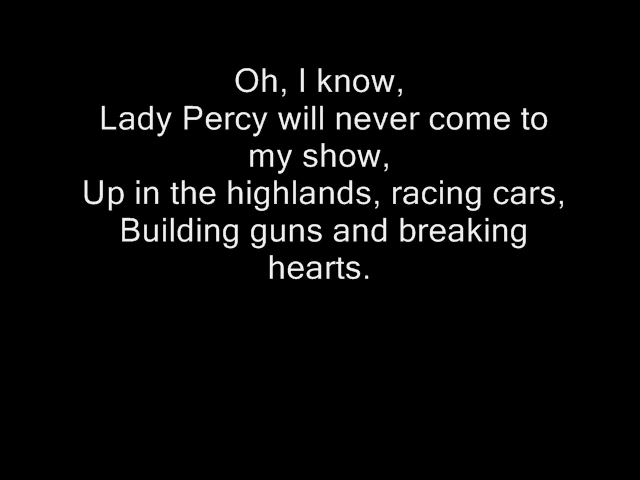 Oh, I know,
Lady Percy will never come to
my show,
Up in the highlands, racing cars,
Building guns and breaking
hearts.